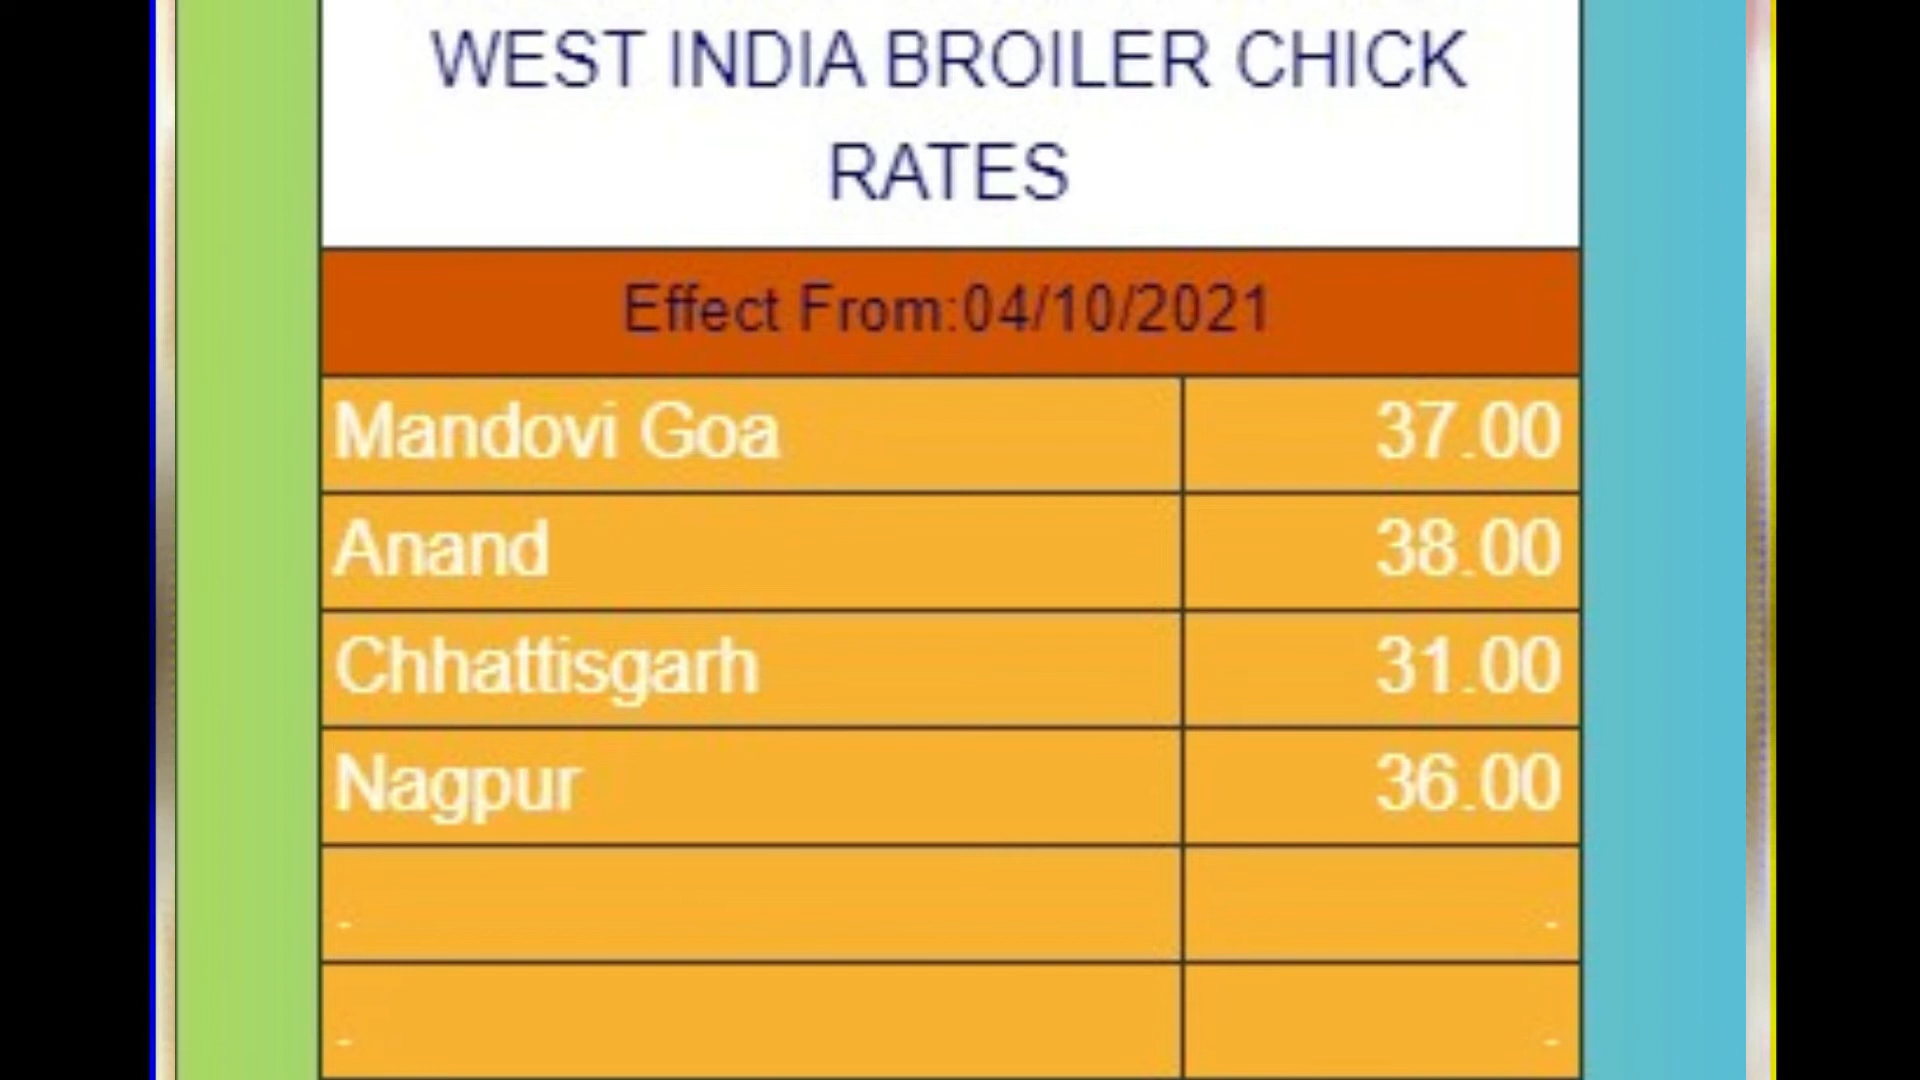 WEST INDIA BROILER CHICK
RATES
Effect From:04/10/2021
Mandovi Goa 37.00
Anand 38.00
Chhattisgarh 31.00
Nagpur 36.00
- -
- -